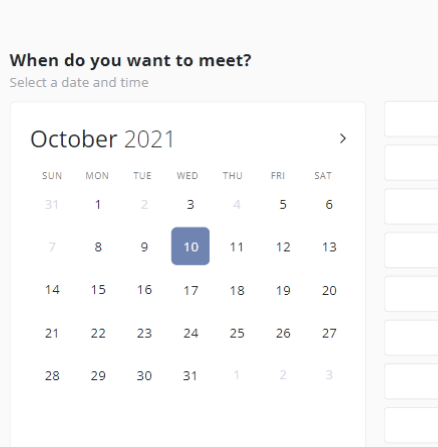 When do you want to meet?
Select a date and time
October 2021
SUN MON TUE WED THU FRI SAT
31 1 2 3 4 5 6
7 8 9 10 11 12 13
14 15 16 17 18 19 20
21 22 23 24 25 26 27
28 29 30 31 1 2 3